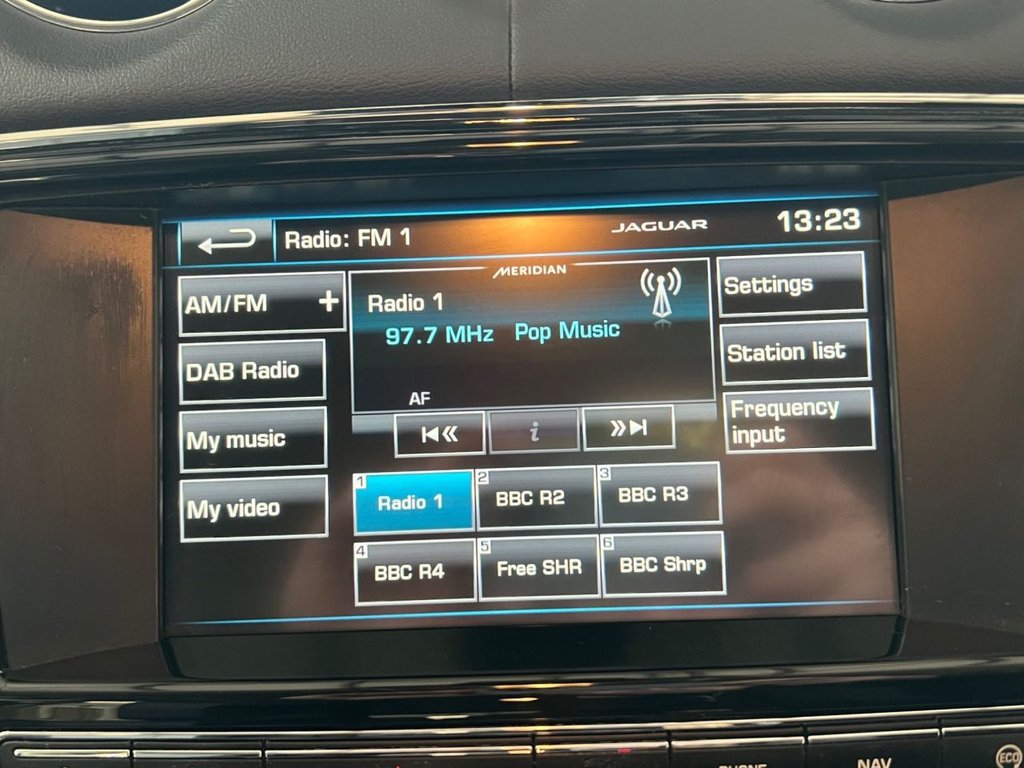 Radio: FM 1
JAGUAR
13:23
AM/FM +
DAB Radio
My music
My video
MERIDIAN
Radio 1
97.7 MHz Pop Music
AF
i
Settings
Station list
Frequency
input
1 Radio 1
2 BBC R2
3 BBC R3
4 BBC R4
5 Free SHR
6 BBC Shrp
PHONE
NAV
ECO